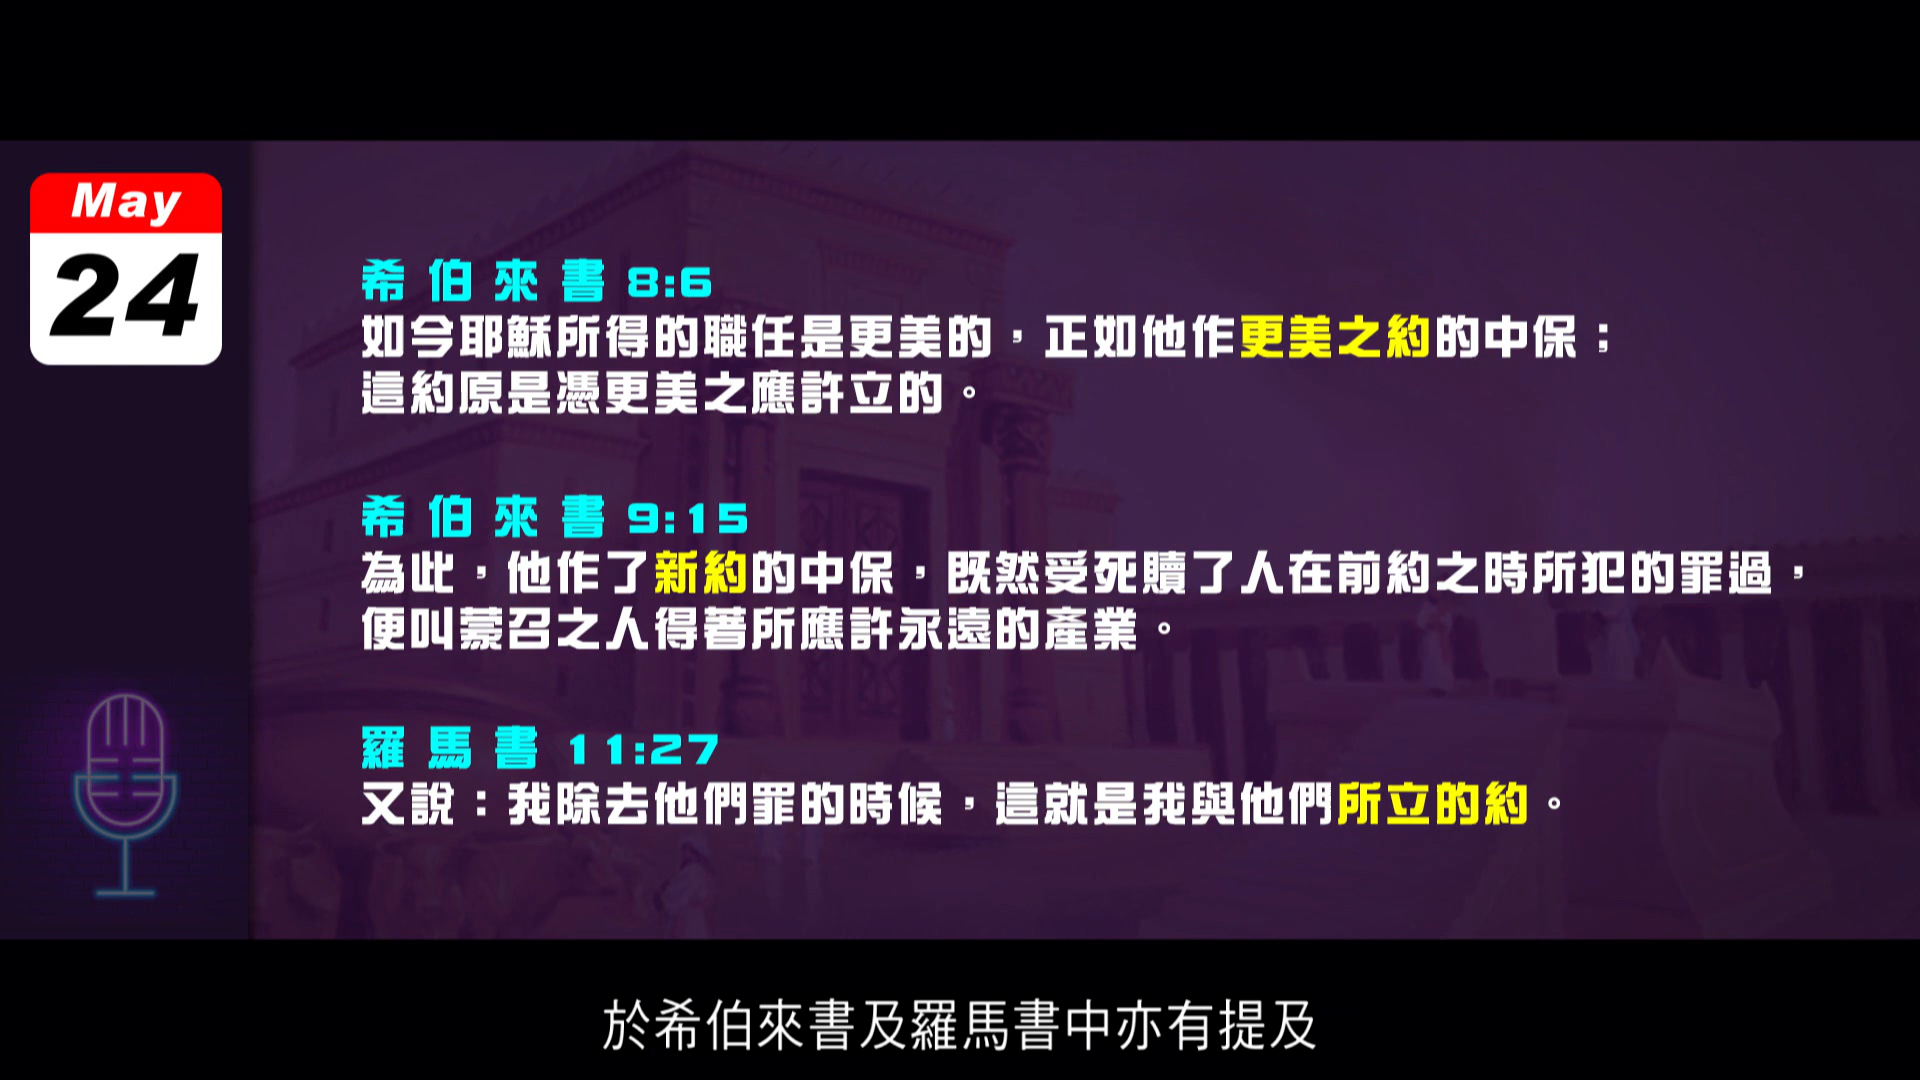 May
24
希伯來書 8:6
如今耶穌所得的職任是更美的，正如他作更美之約的中保；
這約原是憑更美之應許立的。
希伯來書 9:15
為此，他作了新約的中保，既然受死贖了人在前約之時所犯的罪過，
便叫蒙召之人得著所應許永遠的產業。
羅馬書 11:27
又說：我除去他們罪的時候，這就是我與他們所立的約。
於希伯來書及羅馬書中亦有提及